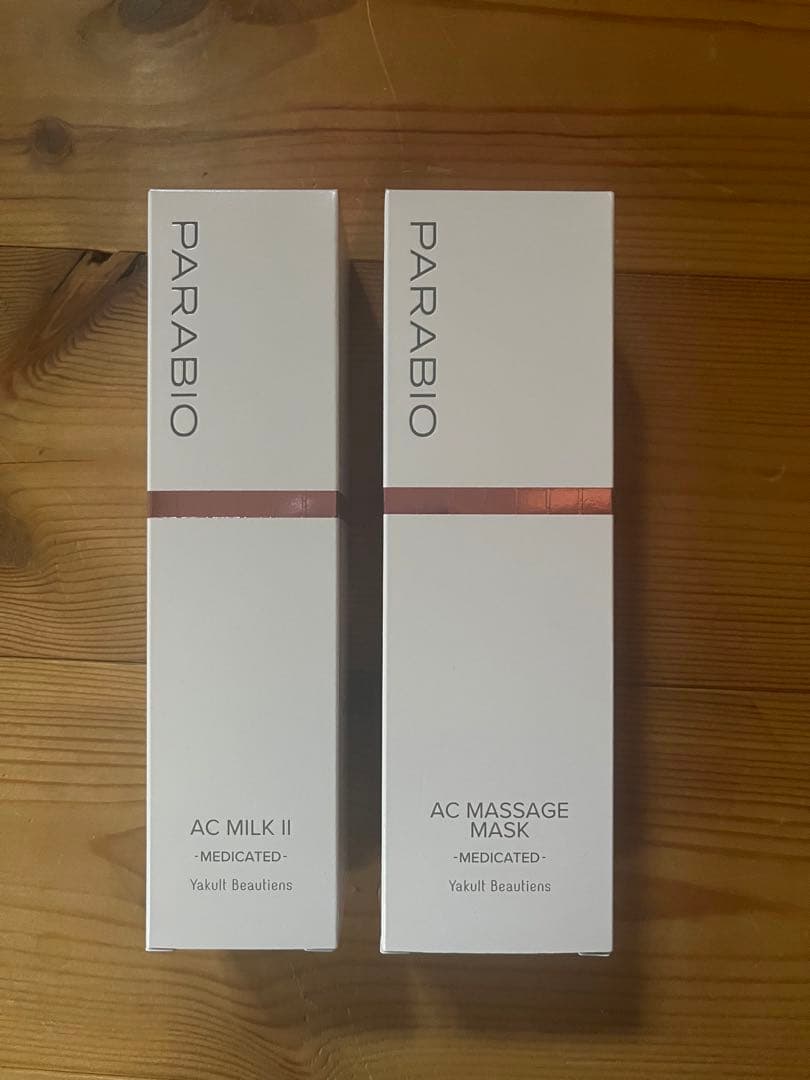 PARABIO
AC MILK II
-MEDICATED-
Yakult Beautiens
PARABIO
AC MASSAGE
MASK
-MEDICATED-
Yakult Beautiens